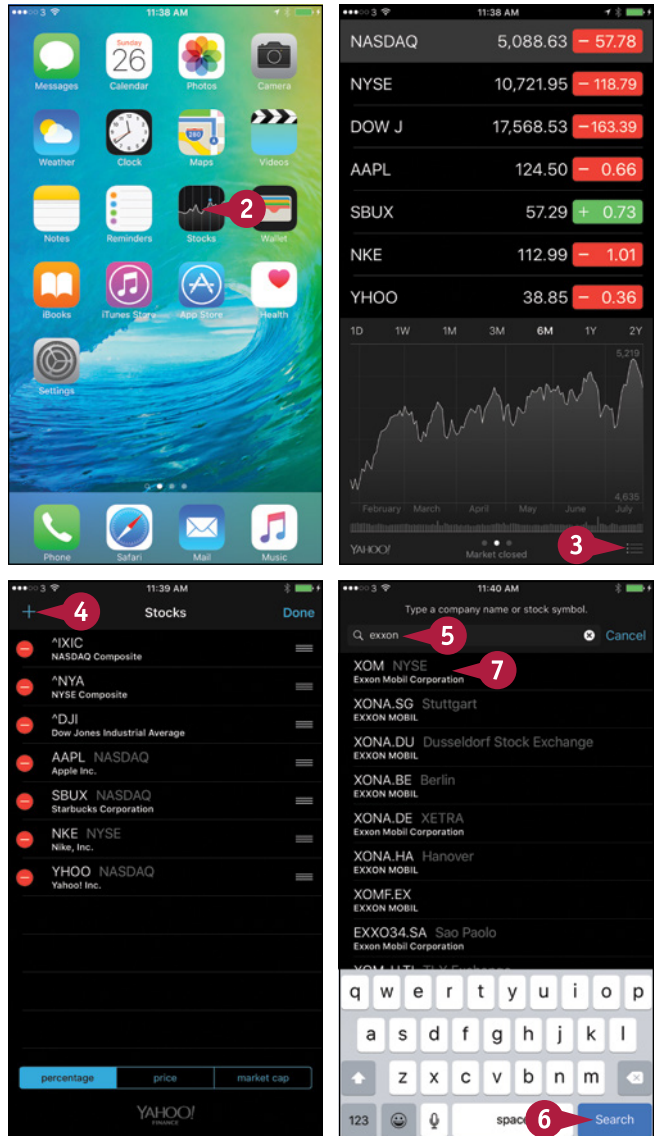 3 11:38 AM
Sunday
26
Messages Calendar Photos Camera
280
Weather Clock Maps Videos
2
Notes Reminders Stocks Wallet
iBooks iTunes Store App Store Health
Settings
Phone Safari Mail Music
3 11:38 AM
NASDAQ 5,088.63 − 57.78
NYSE 10,721.95 − 118.79
DOW J 17,568.53 −163.39
AAPL 124.50 − 0.66
SBUX 57.29 + 0.73
NKE 112.99 − 1.01
YHOO 38.85 − 0.36
1D 1W 1M 3M 6M 1Y 2Y
5,219
4,635
February March April May June July
YAHOO! Market closed 3
3 11:39 AM
+ 4 Stocks Done
^IXIC
NASDAQ Composite
^NYA
NYSE Composite
^DJI
Dow Jones Industrial Average
AAPL NASDAQ
Apple Inc.
SBUX NASDAQ
Starbucks Corporation
NKE NYSE
Nike, Inc.
YHOO NASDAQ
Yahoo! Inc.
percentage price market cap
YAHOO!
FINANCE
3 11:40 AM
Type a company name or stock symbol.
exxon 5 Cancel
XOM NYSE 7
Exxon Mobil Corporation
XONA.SG Stuttgart
EXXON MOBIL
XONA.DU Dusseldorf Stock Exchange
EXXON MOBIL
XONA.BE Berlin
EXXON MOBIL
XONA.DE XETRA
Exxon Mobil Corporation
XONA.HA Hanover
EXXON MOBIL
XOMF.EX
EXXON MOBIL
EXXO34.SA Sao Paolo
Exxon Mobil Corporation
q w e r t y u i o p
a s d f g h j k l
z x c v b n m
123 space 6 Search